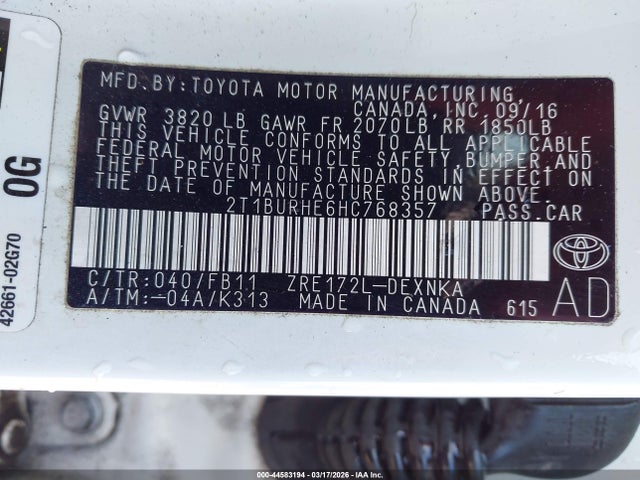 MFD.BY:TOYOTA MOTOR MANUFACTURING,
CANADA, INC. 09/16
GVWR 3820 LB GAWR FR 2070LB RR 1850LB
THIS VEHICLE CONFORMS TO ALL APPLICABLE
FEDERAL MOTOR VEHICLE SAFETY, BUMPER, AND
THEFT PREVENTION STANDARDS IN EFFECT ON
THE DATE OF MANUFACTURE SHOWN ABOVE.
2T1BURHE6HC768357 PASS.CAR
C/TR:040/FB11 ZRE172L-DEXNKA
A/TM:-04A/K313 MADE IN CANADA 615
AD
TOYOTA
0G
42661-02G70
000-44583194 | 03/17/2026 | IAA Inc.